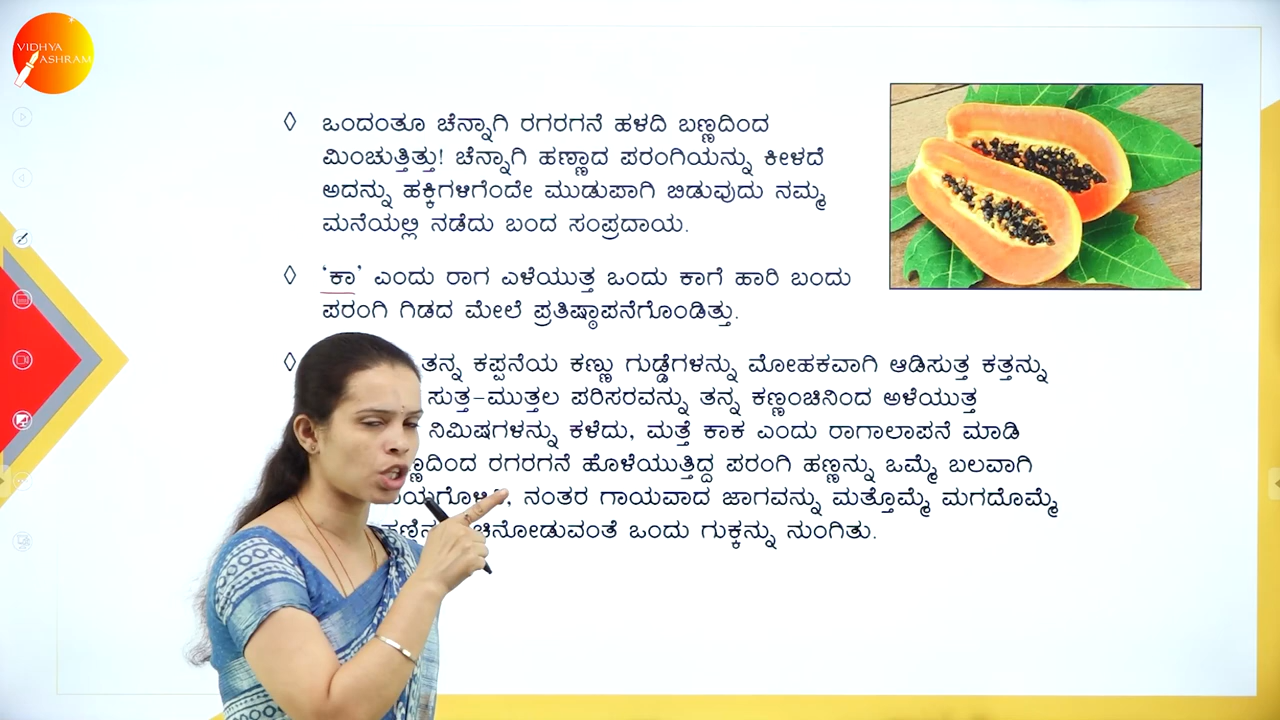 VIDHYA
ASHRAM
ಒಂದಂತೂ ಚೆನ್ನಾಗಿ ರಗರಗನೆ ಹಳದಿ ಬಣ್ಣದಿಂದ
ಮಿಂಚುತ್ತಿತ್ತು! ಚೆನ್ನಾಗಿ ಹಣ್ಣಾದ ಪರಂಗಿಯನ್ನು ಕೀಳದೆ
ಅದನ್ನು ಹಕ್ಕಿಗಳಿಗೆಂದೇ ಮುಡುಪಾಗಿ ಬಿಡುವುದು ನಮ್ಮ
ಮನೆಯಲ್ಲಿ ನಡೆದು ಬಂದ ಸಂಪ್ರದಾಯ.
‘ಕಾ’ ಎಂದು ರಾಗ ಎಳೆಯುತ್ತ ಒಂದು ಕಾಗೆ ಹಾರಿ ಬಂದು
ಪರಂಗಿ ಗಿಡದ ಮೇಲೆ ಪ್ರತಿಷ್ಠಾಪನೆಗೊಂಡಿತ್ತು.
ತನ್ನ ಕಪ್ಪನೆಯ ಕಣ್ಣು ಗುಡ್ಡೆಗಳನ್ನು ಮೋಹಕವಾಗಿ ಆಡಿಸುತ್ತ ಕತ್ತನ್ನು
ಸುತ್ತ-ಮುತ್ತಲ ಪರಿಸರವನ್ನು ತನ್ನ ಕಣ್ಣಂಚಿನಿಂದ ಅಳೆಯುತ್ತ
ನಿಮಿಷಗಳನ್ನು ಕಳೆದು, ಮತ್ತೆ ಕಾಕ ಎಂದು ರಾಗಾಲಾಪನೆ ಮಾಡಿ
ರಗರಗನೆ ಹೊಳೆಯುತ್ತಿದ್ದ ಪರಂಗಿ ಹಣ್ಣನ್ನು ಒಮ್ಮೆ ಬಲವಾಗಿ
ನಂತರ ಗಾಯವಾದ ಜಾಗವನ್ನು ಮತ್ತೊಮ್ಮೆ ಮಗದೊಮ್ಮೆ
ಒಂದು ಗುಕ್ಕನ್ನು ನುಂಗಿತು.